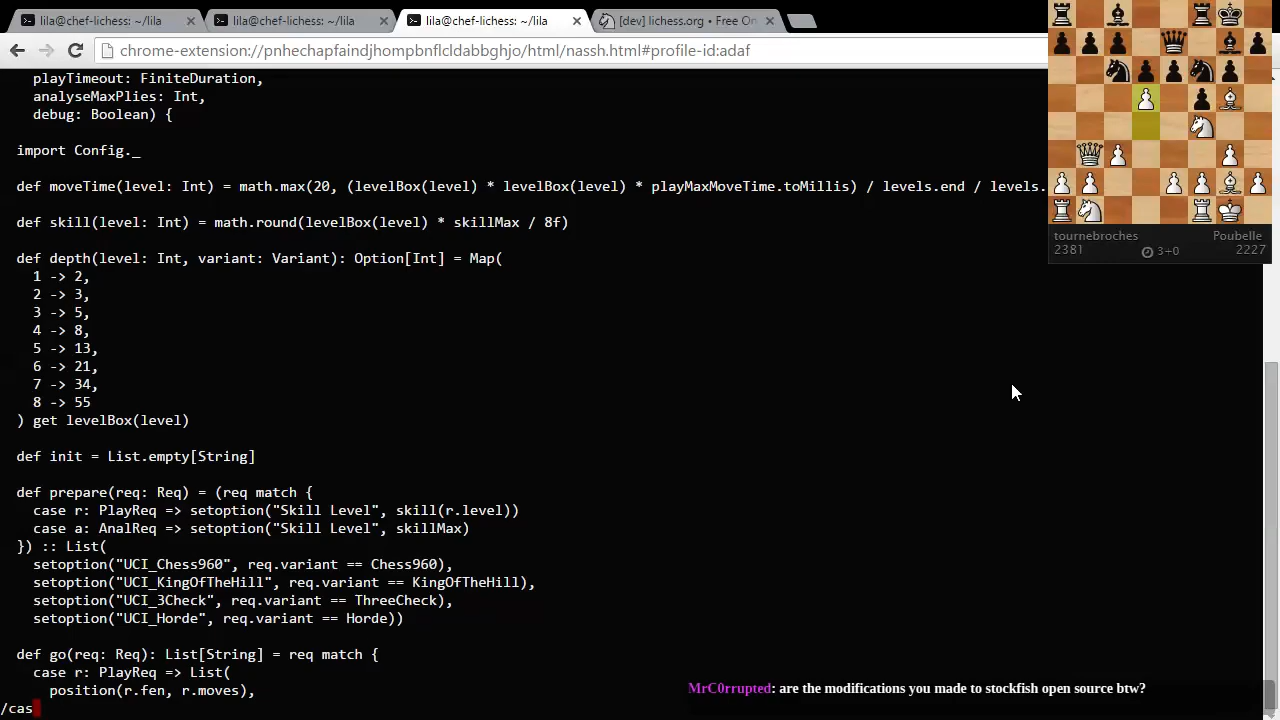 lila@chef-lichess: ~/lila
lila@chef-lichess: ~/lila
lila@chef-lichess: ~/lila
[dev] lichess.org • Free On
chrome-extension://pnhechapfaindjhompbnflcldabbghjo/html/nassh.html#profile-id:adaf
playTimeout: FiniteDuration,
analyseMaxPlies: Int,
debug: Boolean) {
import Config._
def moveTime(level: Int) = math.max(20, (levelBox(level) * levelBox(level) * playMaxMoveTime.toMillis) / levels.end / levels.
def skill(level: Int) = math.round(levelBox(level) * skillMax / 8f)
def depth(level: Int, variant: Variant): Option[Int] = Map(
1 -> 2,
2 -> 3,
3 -> 5,
4 -> 8,
5 -> 13,
6 -> 21,
7 -> 34,
8 -> 55
) get levelBox(level)
def init = List.empty[String]
def prepare(req: Req) = (req match {
case r: PlayReq => setoption("Skill Level", skill(r.level))
case a: AnalReq => setoption("Skill Level", skillMax)
}) :: List(
setoption("UCI_Chess960", req.variant == Chess960),
setoption("UCI_KingOfTheHill", req.variant == KingOfTheHill),
setoption("UCI_3Check", req.variant == ThreeCheck),
setoption("UCI_Horde", req.variant == Horde))
def go(req: Req): List[String] = req match {
case r: PlayReq => List(
position(r.fen, r.moves),
/cas
tournebroches Poubelle
2381 3+0 2227
MrC0rrupted: are the modifications you made to stockfish open source btw?